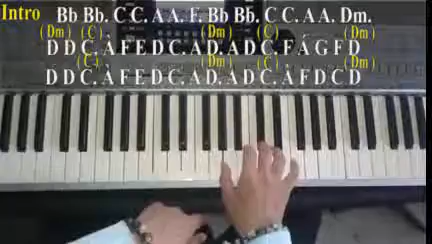 Intro Bb Bb. C C. A A. F. Bb Bb. C C. A A. Dm.
(Dm) (C) (Dm) (C) (Dm)
D D C. A F E D C. A D. A D C. F A G F D
(C) (Dm) (C) (Dm)
D D C. A F E D C. A D. A D C. A F D C D